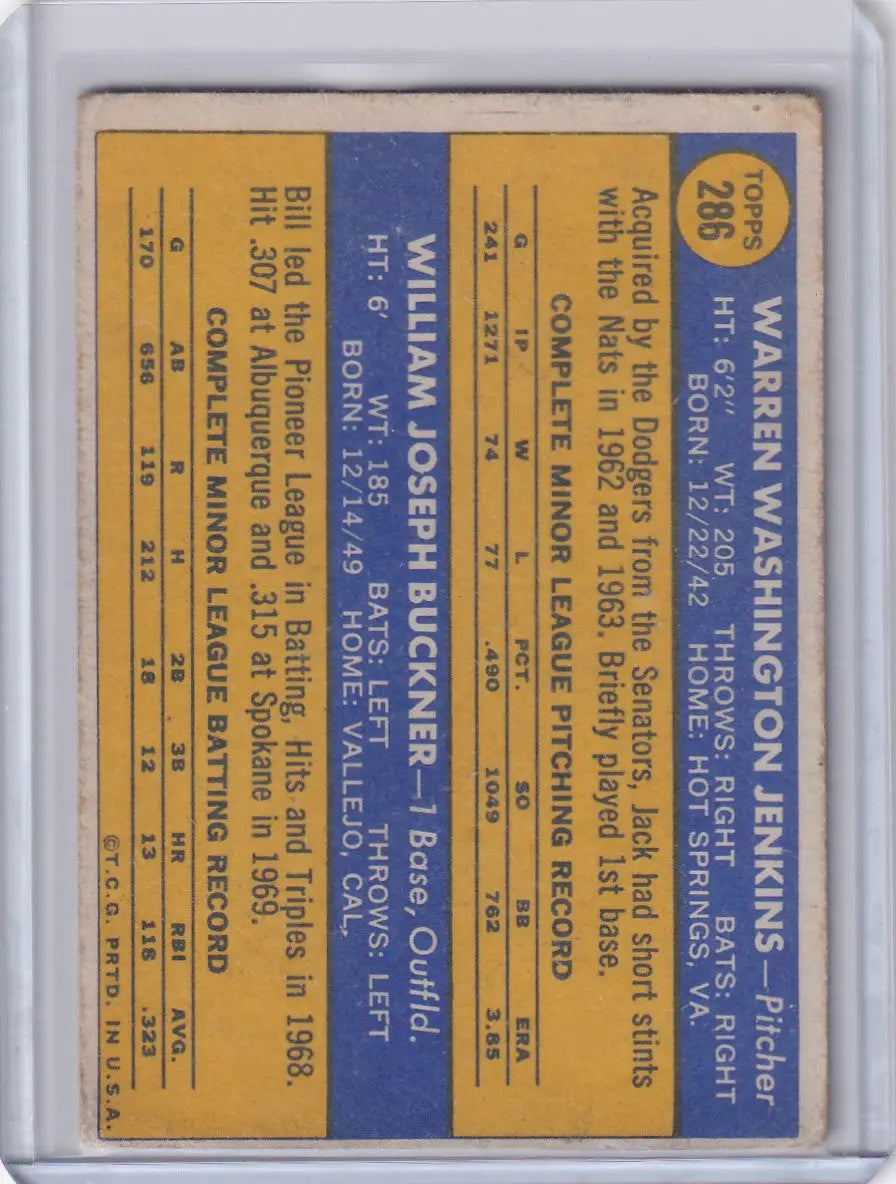 TOPPS
286
WARREN WASHINGTON JENKINS—Pitcher
HT: 6'2" WT: 205 THROWS: RIGHT BATS: RIGHT
BORN: 12/22/42 HOME: HOT SPRINGS, VA.
Acquired by the Dodgers from the Senators, Jack had short stints
with the Nats in 1962 and 1963. Briefly played 1st base.
COMPLETE MINOR LEAGUE PITCHING RECORD
G IP W L PCT. SO BB ERA
241 1271 74 77 .490 1049 762 3.85
WILLIAM JOSEPH BUCKNER—1 Base, Outfld.
HT: 6' WT: 185 BATS: LEFT THROWS: LEFT
BORN: 12/14/49 HOME: VALLEJO, CAL.
Bill led the Pioneer League in Batting, Hits and Triples in 1968.
Hit .307 at Albuquerque and .315 at Spokane in 1969.
COMPLETE MINOR LEAGUE BATTING RECORD
G AB R H 2B 3B HR RBI AVG.
170 656 119 212 18 12 13 118 .323
©T.C.G. PRTD. IN U.S.A.